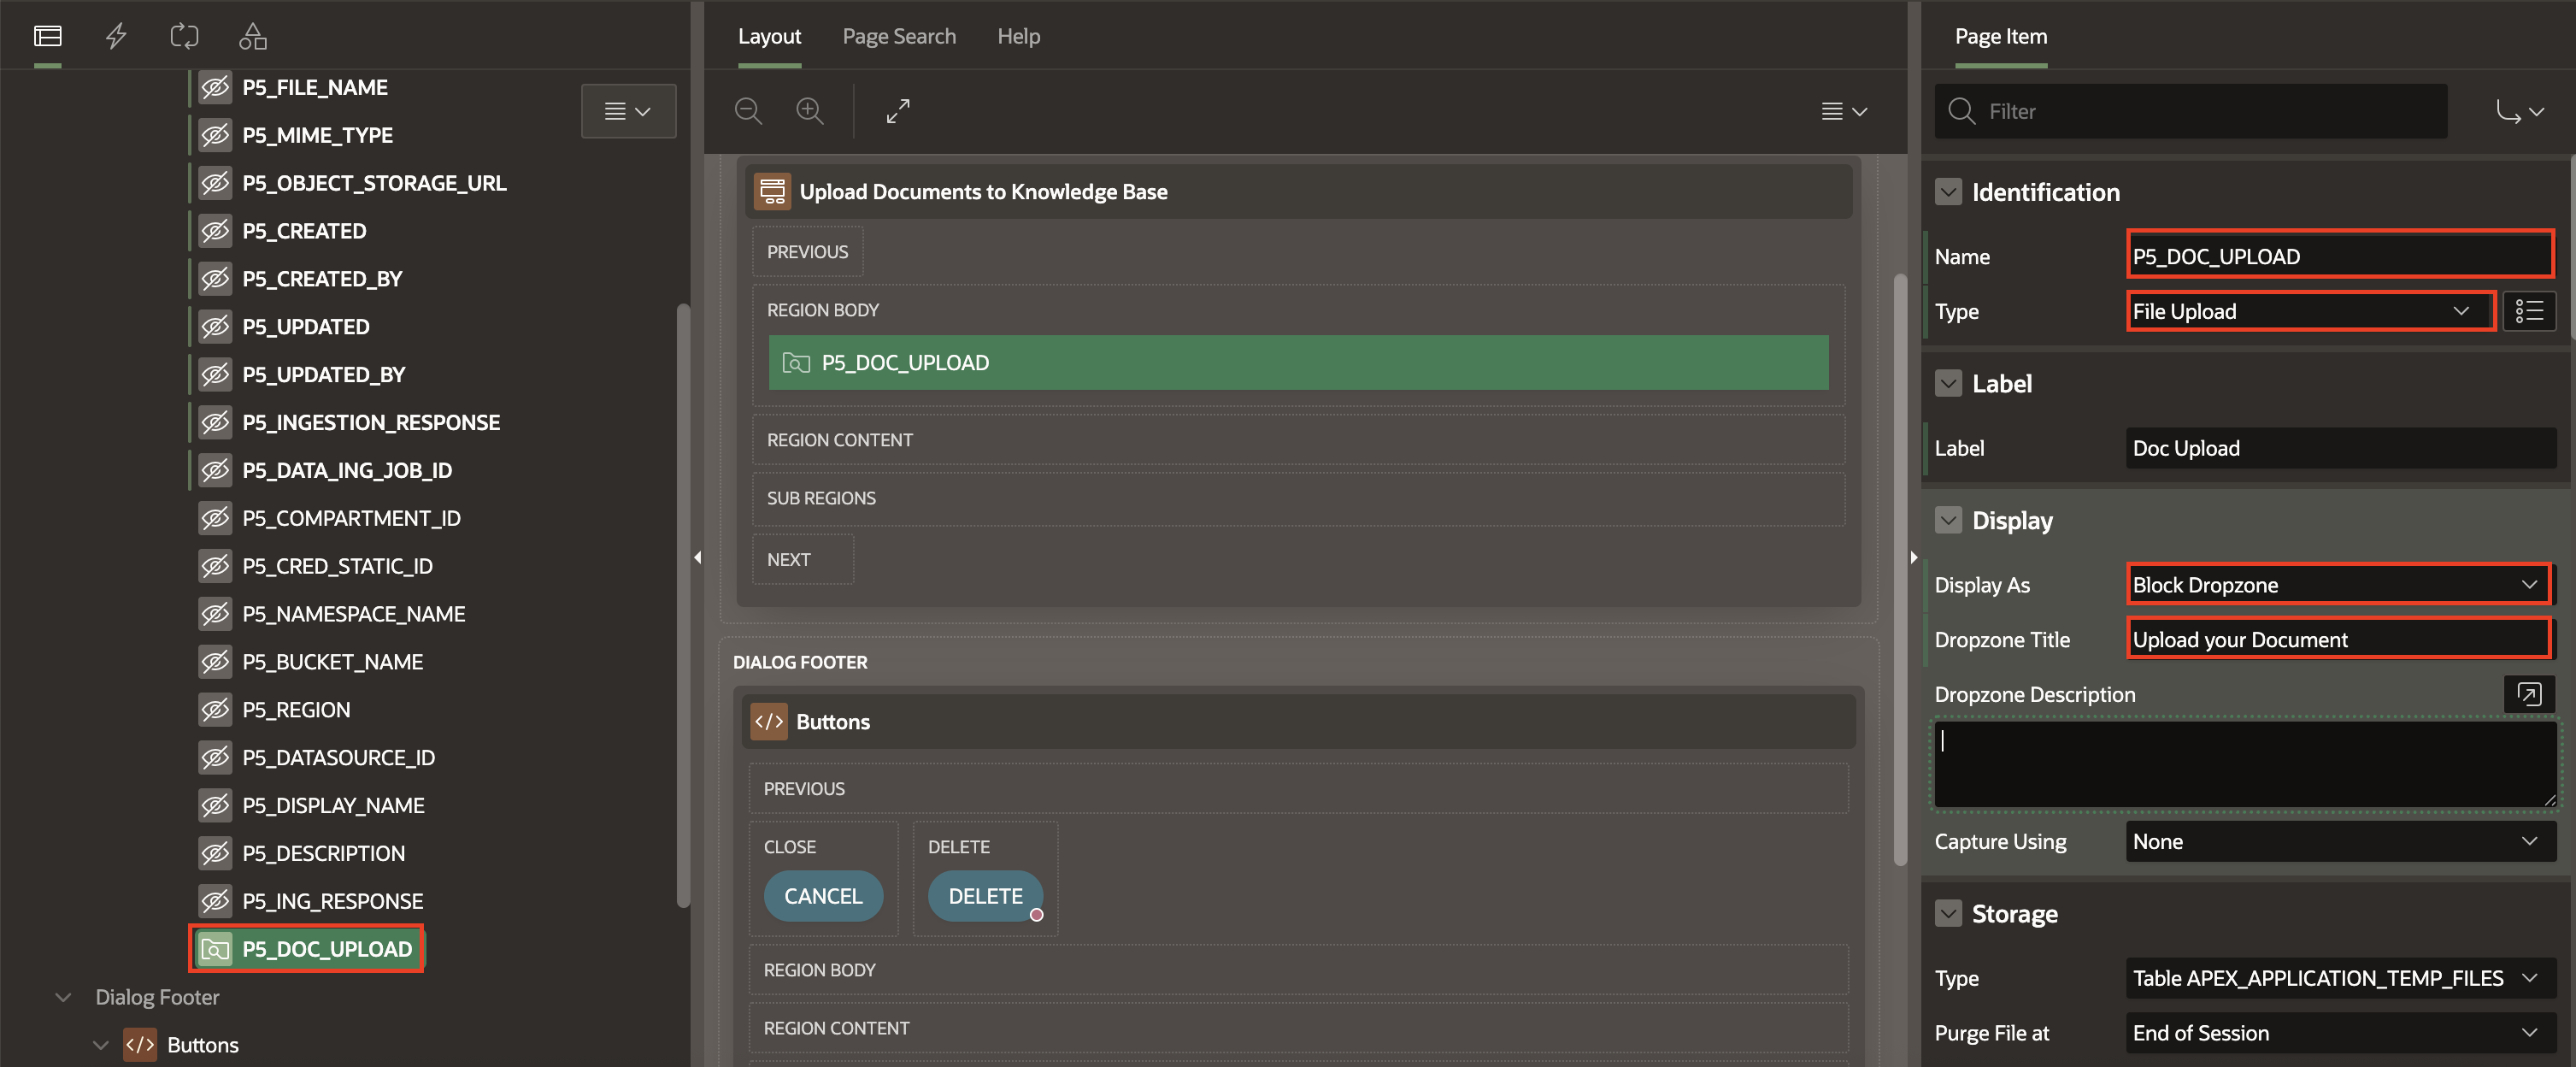 P5_FILE_NAME
P5_MIME_TYPE
P5_OBJECT_STORAGE_URL
P5_CREATED
P5_CREATED_BY
P5_UPDATED
P5_UPDATED_BY
P5_INGESTION_RESPONSE
P5_DATA_ING_JOB_ID
P5_COMPARTMENT_ID
P5_CRED_STATIC_ID
P5_NAMESPACE_NAME
P5_BUCKET_NAME
P5_REGION
P5_DATASOURCE_ID
P5_DISPLAY_NAME
P5_DESCRIPTION
P5_ING_RESPONSE
P5_DOC_UPLOAD
Dialog Footer
</> Buttons
Layout Page Search Help
Upload Documents to Knowledge Base
PREVIOUS
REGION BODY
P5_DOC_UPLOAD
REGION CONTENT
SUB REGIONS
NEXT
DIALOG FOOTER
</> Buttons
PREVIOUS
CLOSE DELETE
CANCEL DELETE
REGION BODY
REGION CONTENT
Page Item
Filter
Identification
Name P5_DOC_UPLOAD
Type File Upload
Label
Label Doc Upload
Display
Display As Block Dropzone
Dropzone Title Upload your Document
Dropzone Description
Capture Using None
Storage
Type Table APEX_APPLICATION_TEMP_FILES
Purge File at End of Session